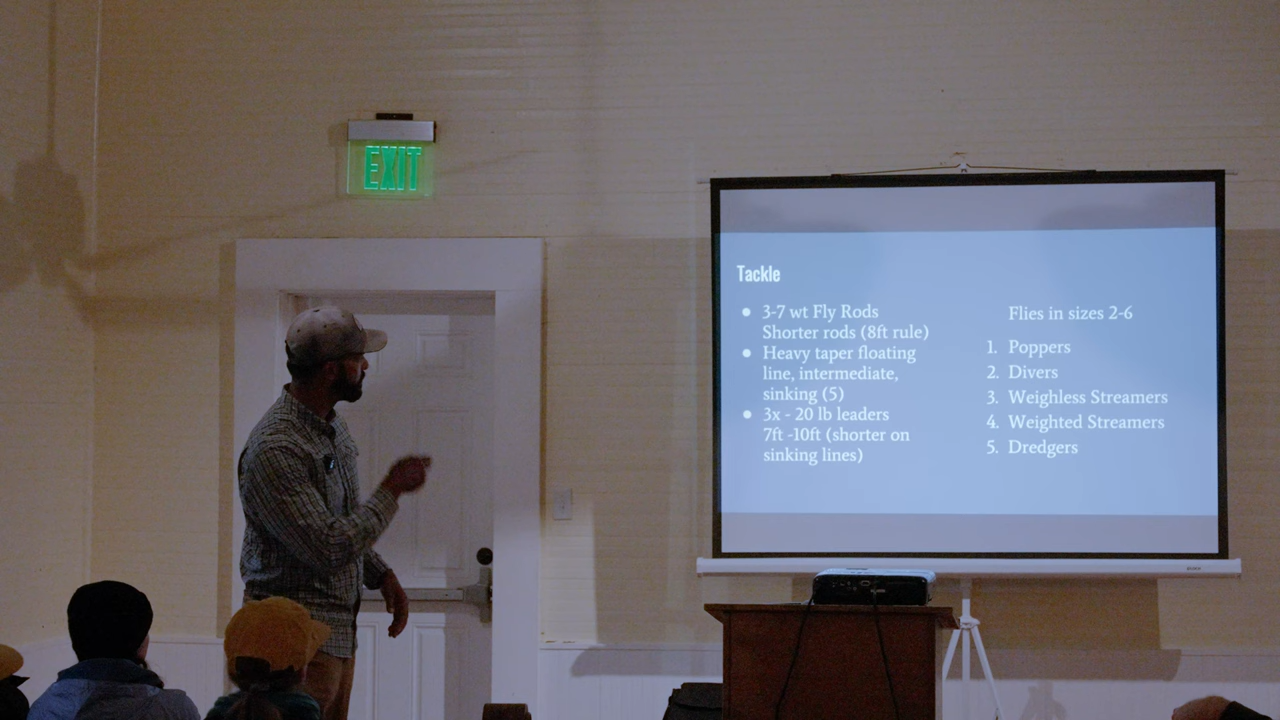 EXIT
Tackle
● 3-7 wt Fly Rods
Shorter rods (8ft rule)
● Heavy taper floating
line, intermediate,
sinking (5)
● 3x - 20 lb leaders
7ft -10ft (shorter on
sinking lines)
Flies in sizes 2-6
1. Poppers
2. Divers
3. Weighless Streamers
4. Weighted Streamers
5. Dredgers